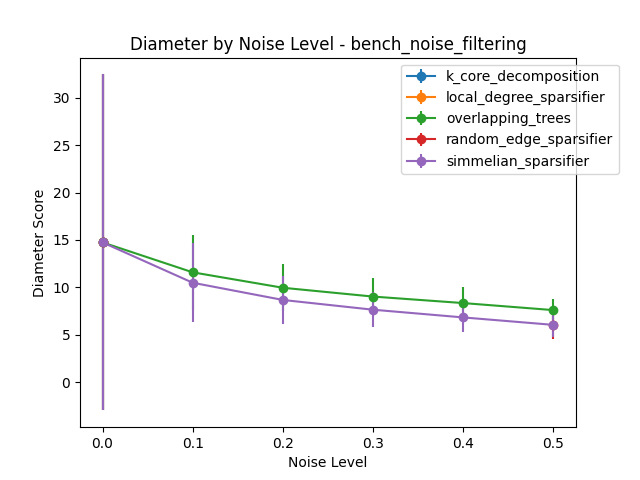 Diameter by Noise Level - bench_noise_filtering
k_core_decomposition
local_degree_sparsifier
overlapping_trees
random_edge_sparsifier
simmelian_sparsifier
30
25
20
15
10
5
0
Diameter Score
0.0 0.1 0.2 0.3 0.4 0.5
Noise Level